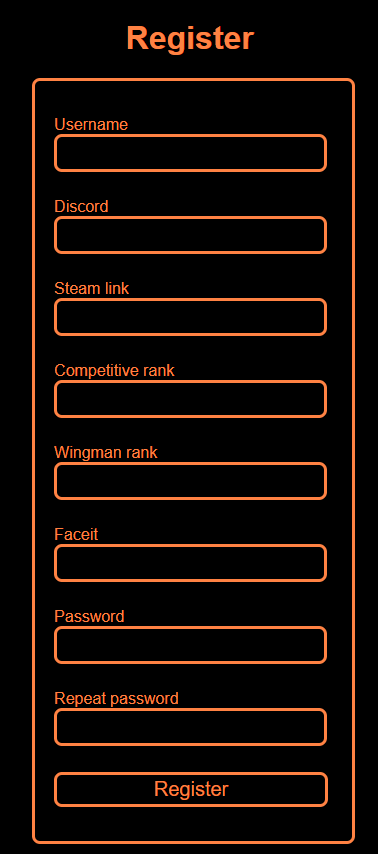 Register
Username
Discord
Steam link
Competitive rank
Wingman rank
Faceit
Password
Repeat password
Register